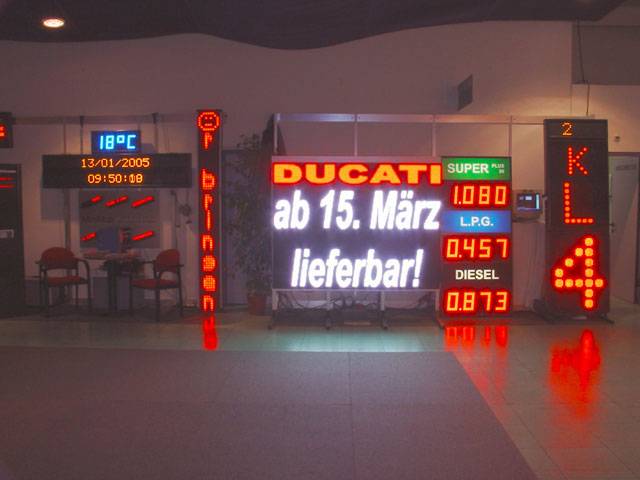 18°C
13/01/2005
09:50:18
r bringen
DUCATI
ab 15. März
lieferbar!
SUPER PLUS
1.080
L.P.G.
0.457
DIESEL
0.873
2
K
L
4